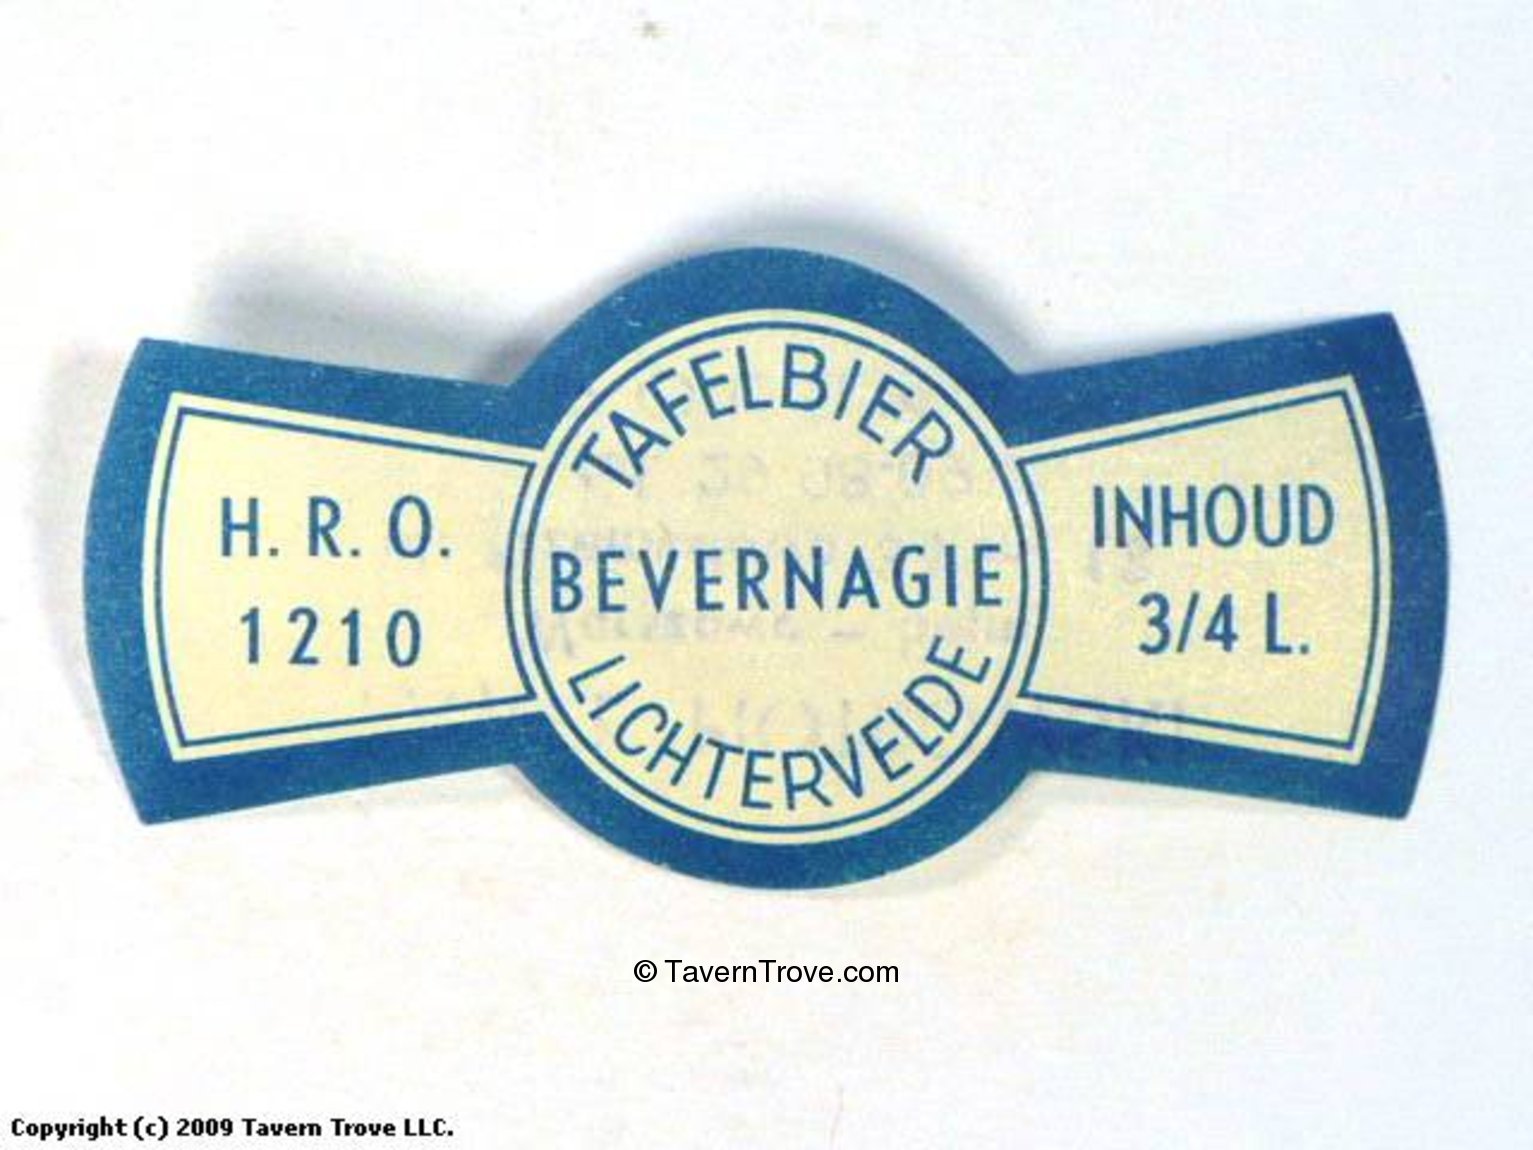 H. R. O.
1210
TAFELBIER
BEVERNAGIE
LICHTERVELDE
INHOUD
3/4 L.
© TavernTrove.com
Copyright (c) 2009 Tavern Trove LLC.